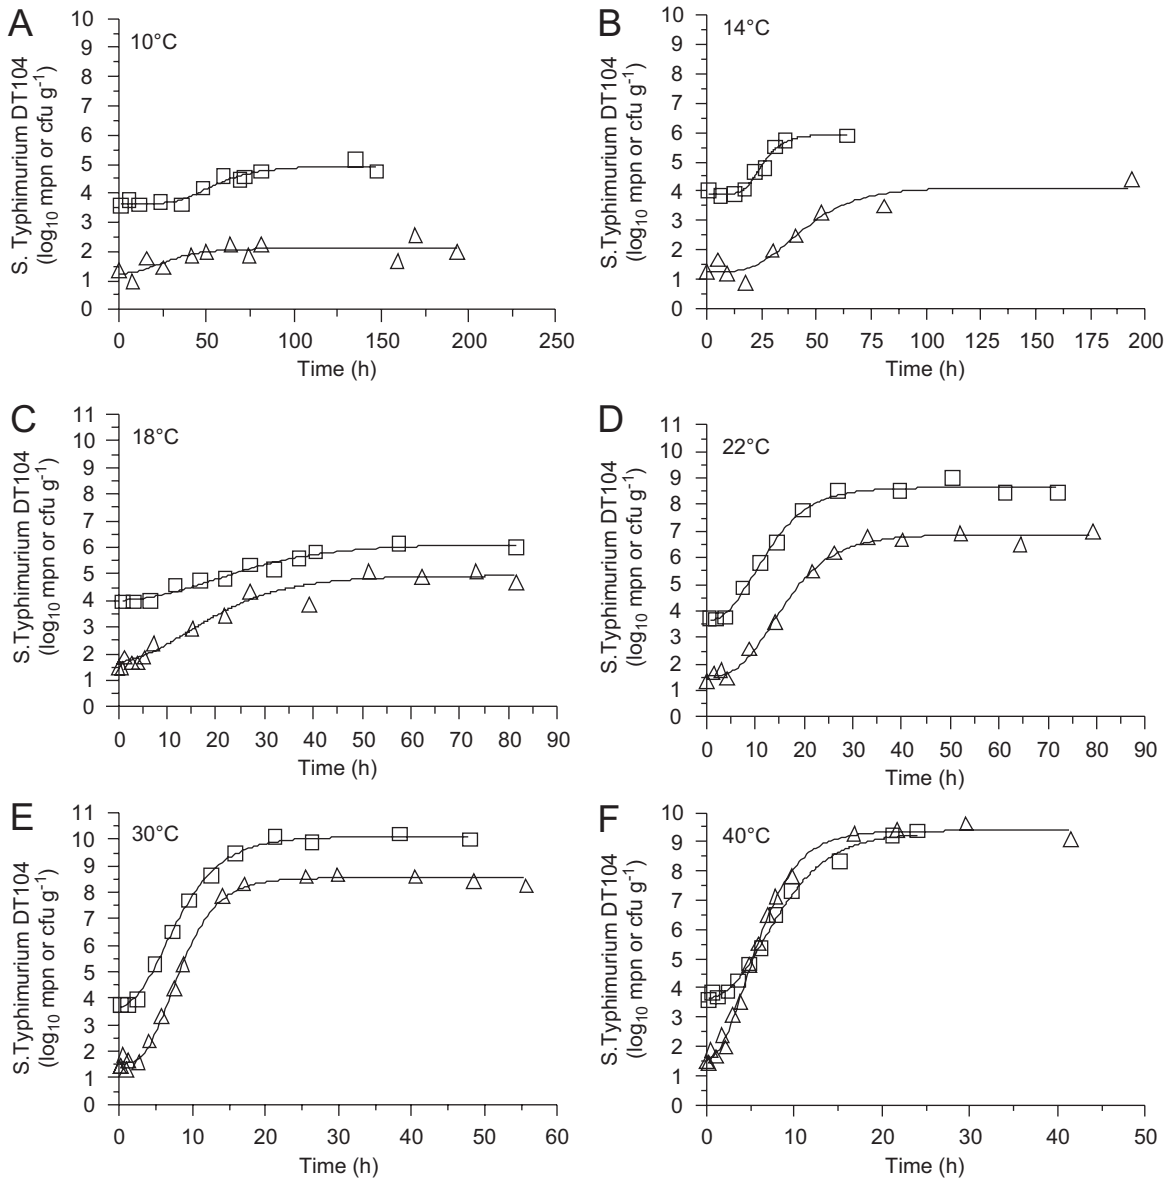 A
10°C
S.Typhimurium DT104
(log10 mpn or cfu g-1)
10
9
8
7
6
5
4
3
2
1
0
0 50 100 150 200 250
Time (h)
B
14°C
S.Typhimurium DT104
(log10 mpn or cfu g-1)
10
9
8
7
6
5
4
3
2
1
0
0 25 50 75 100 125 150 175 200
Time (h)
C
18°C
S.Typhimurium DT104
(log10 mpn or cfu g-1)
11
10
9
8
7
6
5
4
3
2
1
0
0 10 20 30 40 50 60 70 80 90
Time (h)
D
22°C
S.Typhimurium DT104
(log10 mpn or cfu g-1)
11
10
9
8
7
6
5
4
3
2
1
0
0 10 20 30 40 50 60 70 80 90
Time (h)
E
30°C
S.Typhimurium DT104
(log10 mpn or cfu g-1)
11
10
9
8
7
6
5
4
3
2
1
0
0 10 20 30 40 50 60
Time (h)
F
40°C
S.Typhimurium DT104
(log10 mpn or cfu g-1)
10
9
8
7
6
5
4
3
2
1
0
0 10 20 30 40 50
Time (h)